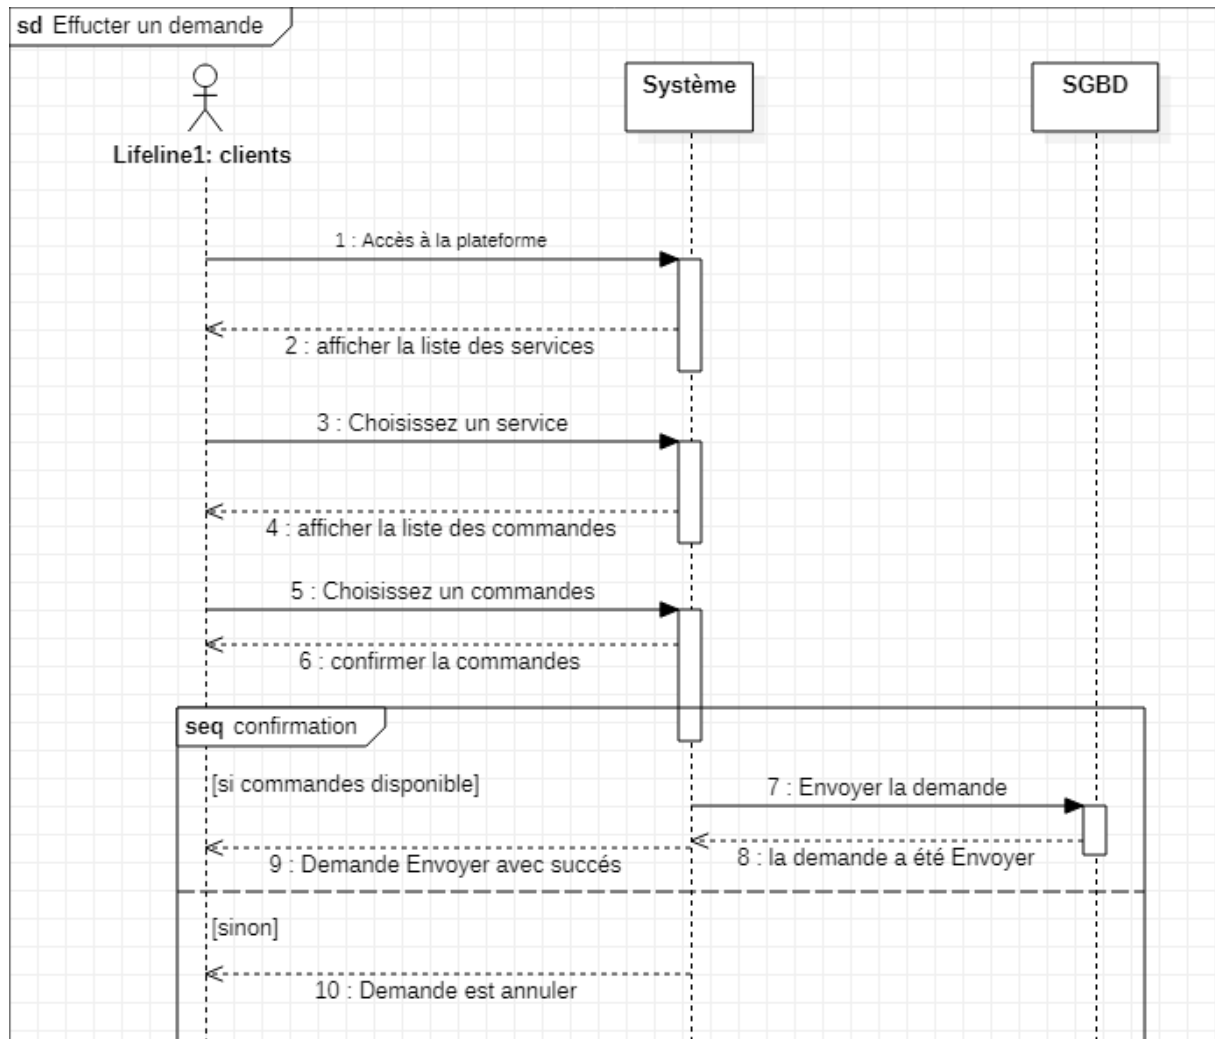 sd Effucter un demande
Système
SGBD
Lifeline1: clients
1 : Accès à la plateforme
2 : afficher la liste des services
3 : Choisissez un service
4 : afficher la liste des commandes
5 : Choisissez un commandes
6 : confirmer la commandes
seq confirmation
[si commandes disponible]
7 : Envoyer la demande
8 : la demande a été Envoyer
9 : Demande Envoyer avec succés
[sinon]
10 : Demande est annuler